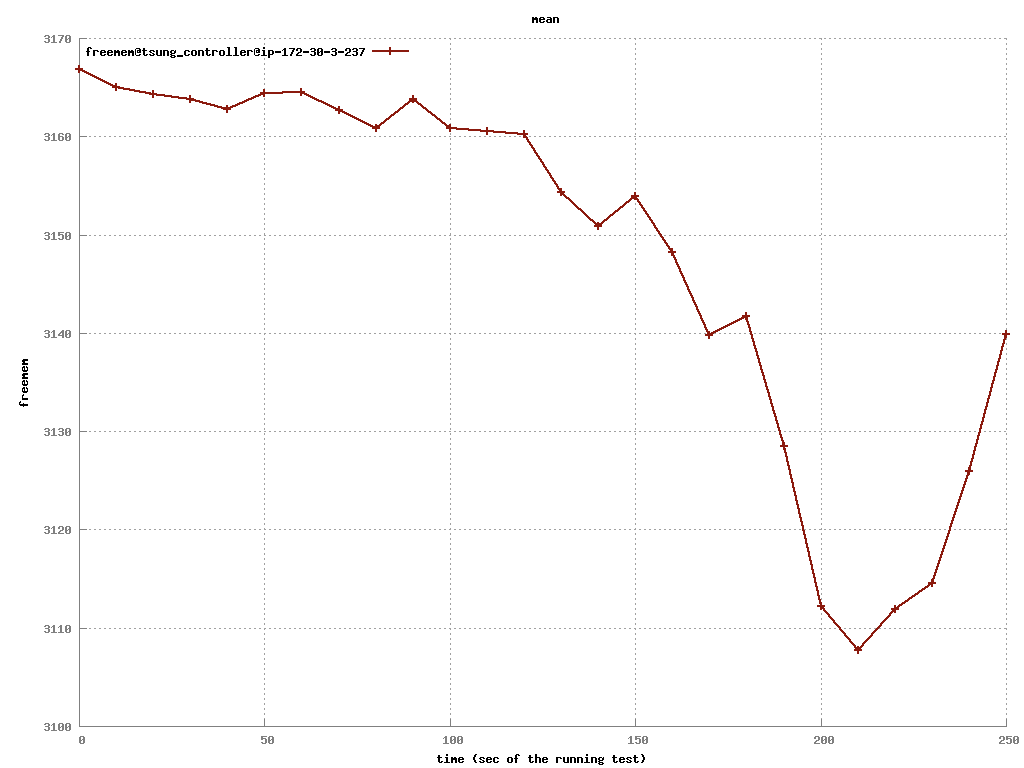 mean
freemem@tsung_controller@ip-172-30-3-237
3170
3160
3150
3140
3130
3120
3110
3100
freemem
0 50 100 150 200 250
time (sec of the running test)